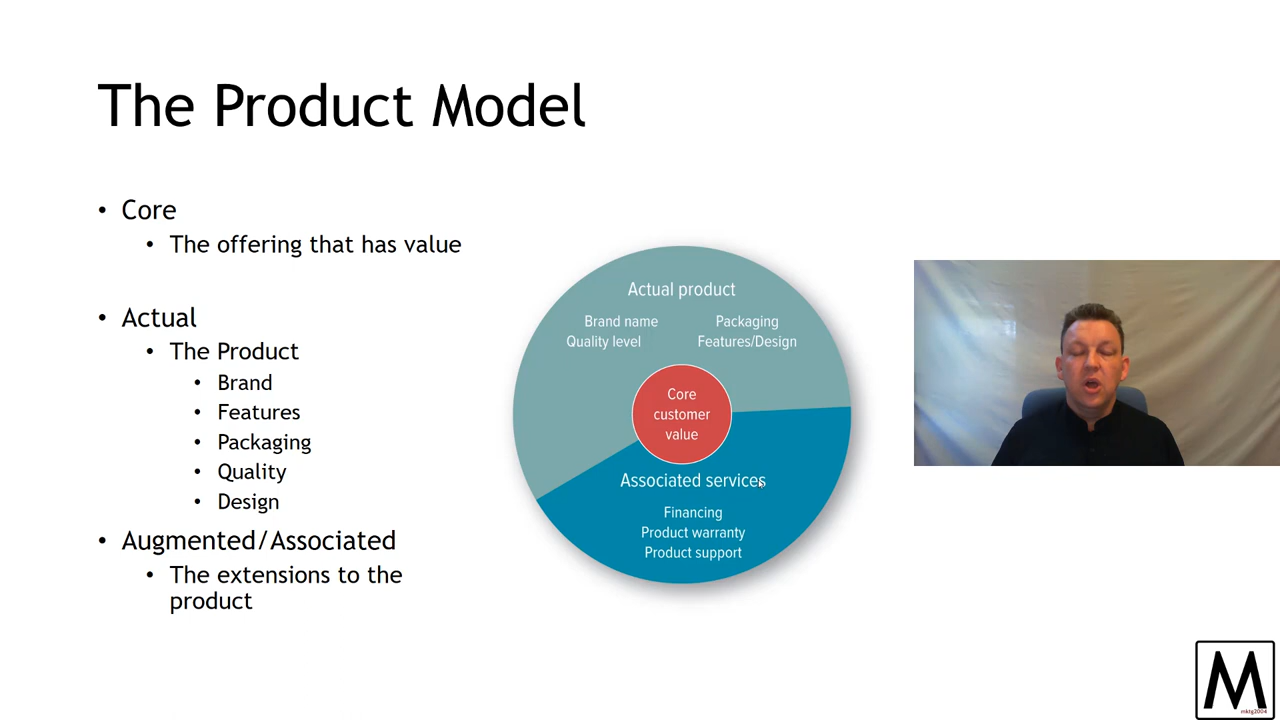 The Product Model
• Core
• The offering that has value
• Actual
• The Product
• Brand
• Features
• Packaging
• Quality
• Design
• Augmented/Associated
• The extensions to the
product
Actual product
Brand name
Quality level
Packaging
Features/Design
Core
customer
value
Associated services
Financing
Product warranty
Product support
M
mktg2004